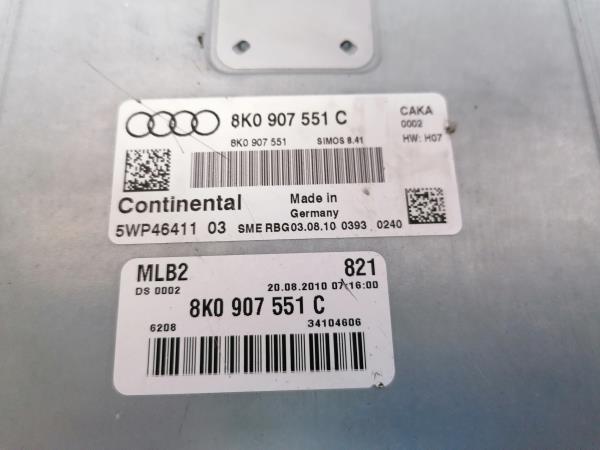 8K0 907 551 C
CAKA
0002
8K0 907 551 SIMOS 8.41
HW: H07
Continental
Made in
Germany
5WP46411 03 SME RBG03.08.10 0393 0240
MLB2 821
DS 0002 20.08.2010 07:16:00
8K0 907 551 C
6208 34104606